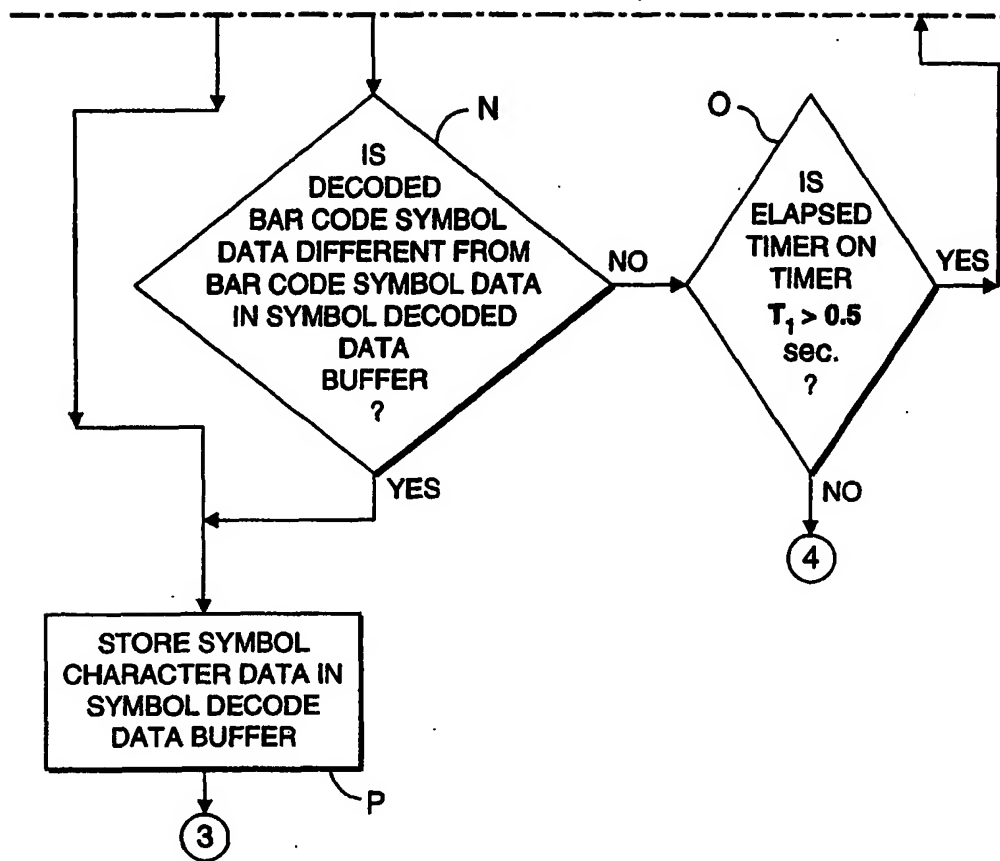 N
IS
DECODED
BAR CODE SYMBOL
DATA DIFFERENT FROM
BAR CODE SYMBOL DATA
IN SYMBOL DECODED
DATA
BUFFER
?
NO
YES
O
IS
ELAPSED
TIMER ON
TIMER
T₁ > 0.5
sec.
?
YES
NO
4
STORE SYMBOL
CHARACTER DATA IN
SYMBOL DECODE
DATA BUFFER
P
3